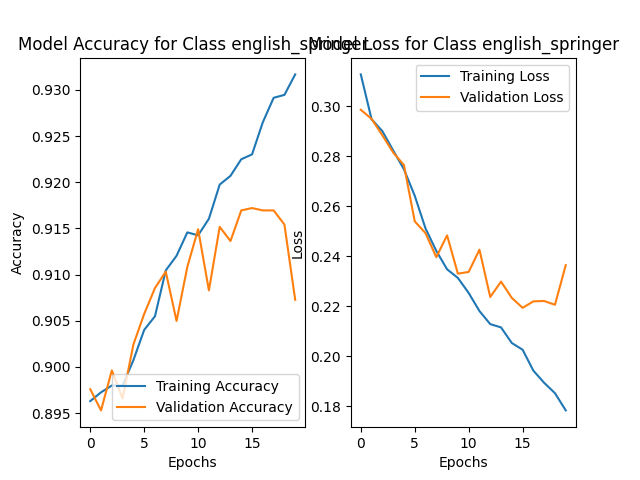 Model Accuracy for Class english_springer
Model Loss for Class english_springer
Accuracy
0.930
0.925
0.920
0.915
0.910
0.905
0.900
0.895
0
5
10
15
Epochs
Training Accuracy
Validation Accuracy
Loss
0.30
0.28
0.26
0.24
0.22
0.20
0.18
0
5
10
15
Epochs
Training Loss
Validation Loss